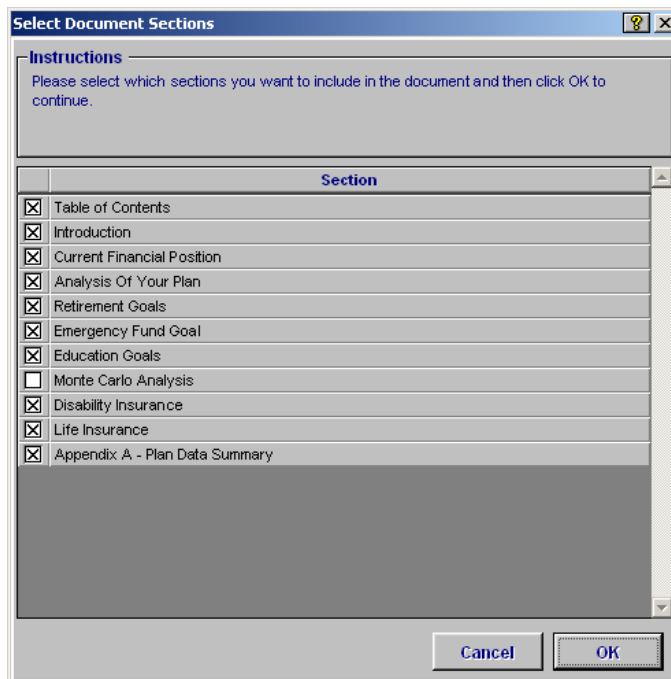 Select Document Sections
Instructions
Please select which sections you want to include in the document and then click OK to
continue.
Section
Table of Contents
Introduction
Current Financial Position
Analysis Of Your Plan
Retirement Goals
Emergency Fund Goal
Education Goals
Monte Carlo Analysis
Disability Insurance
Life Insurance
Appendix A - Plan Data Summary
Cancel
OK